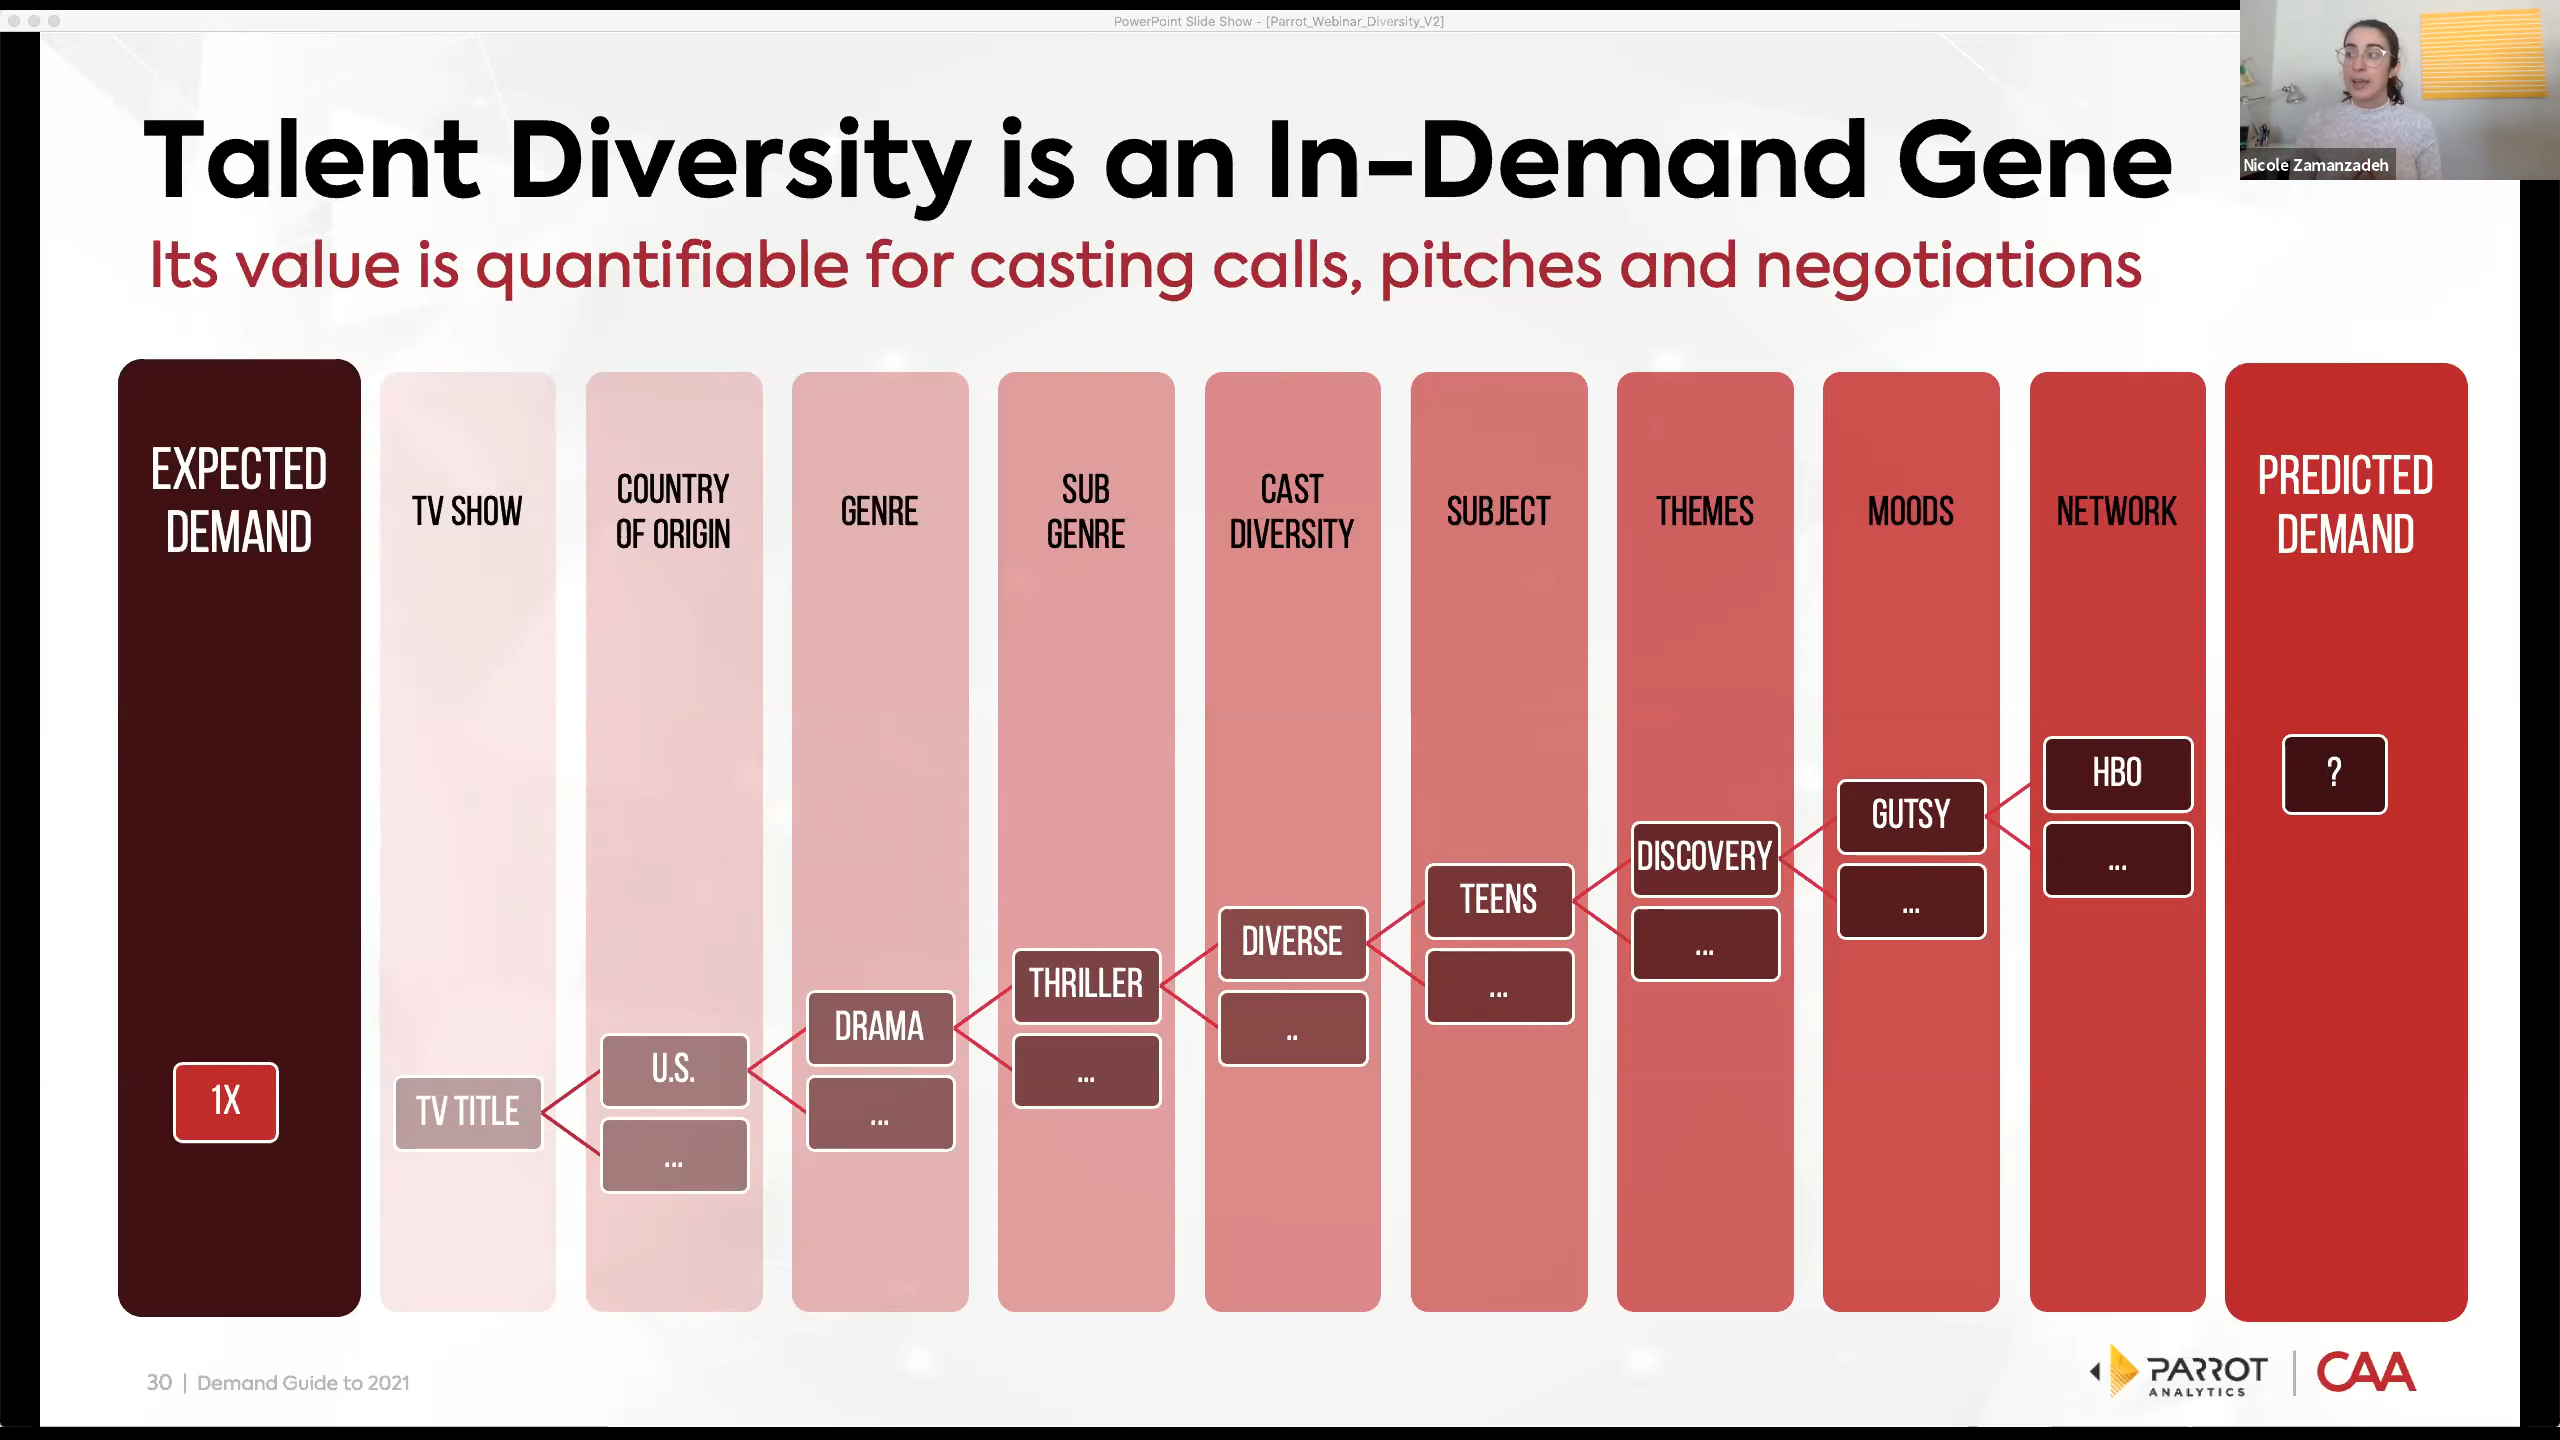 PowerPoint Slide Show - [Parrot_Webinar_Diversity_V2]
Nicole Zamanzadeh
Talent Diversity is an In-Demand Gene
Its value is quantifiable for casting calls, pitches and negotiations
EXPECTED
DEMAND
1X
TV SHOW
TV TITLE
COUNTRY
OF ORIGIN
U.S.
...
GENRE
DRAMA
...
SUB
GENRE
THRILLER
...
CAST
DIVERSITY
DIVERSE
..
SUBJECT
TEENS
...
THEMES
DISCOVERY
...
MOODS
GUTSY
...
NETWORK
HBO
...
PREDICTED
DEMAND
?
30 | Demand Guide to 2021
PARROT
ANALYTICS
CAA